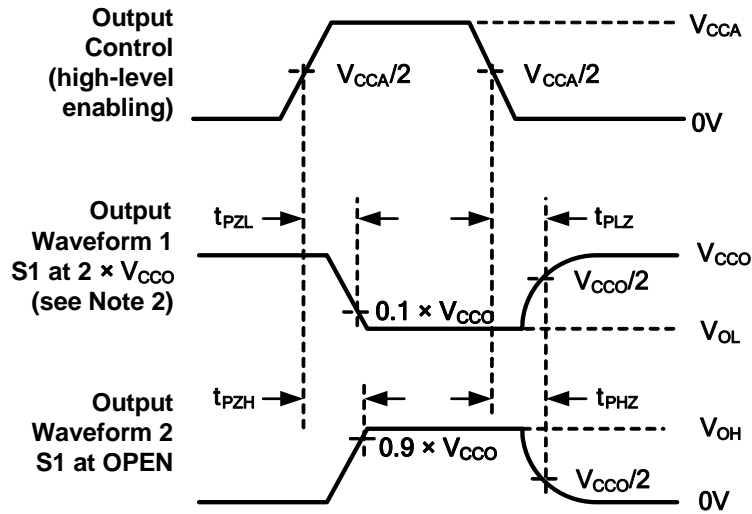 Output
Control
(high-level
enabling)
V_CCA/2
V_CCA/2
V_CCA
0V
Output
Waveform 1
S1 at 2 × V_CCO
(see Note 2)
t_PZL
t_PLZ
V_CCO
V_CCO/2
0.1 × V_CCO
V_OL
Output
Waveform 2
S1 at OPEN
t_PZH
t_PHZ
V_OH
0.9 × V_CCO
V_CCO/2
0V